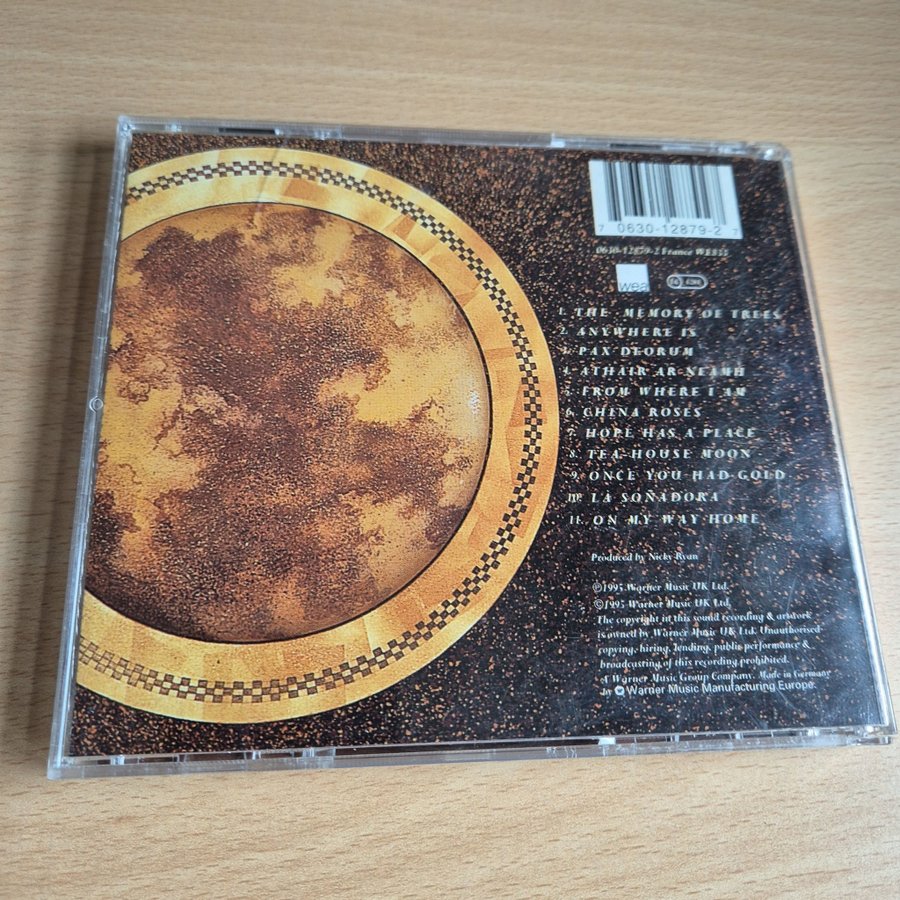 7 0630-12879-2 7
0630-12879-2 France WE833
wea
1. THE MEMORY OF TREES
2. ANYWHERE IS
3. PAX DEORUM
4. ATHAIR AR NEAMH
5. FROM WHERE I AM
6. CHINA ROSES
7. HOPE HAS A PLACE
8. TEA-HOUSE MOON
9. ONCE YOU HAD GOLD
10. LA SOÑADORA
11. ON MY WAY HOME
Produced by Nicky Ryan
℗1995 Warner Music UK Ltd.
©1995 Warner Music UK Ltd.
The copyright in this sound recording & artwork
is owned by Warner Music UK Ltd. Unauthorised
copying, hiring, lending, public performance &
broadcasting of this recording prohibited.
A Warner Music Group Company. Made in Germany
by Warner Music Manufacturing Europe.